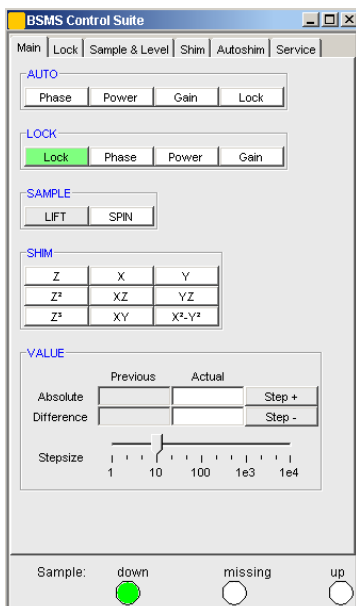 BSMS Control Suite
Main Lock Sample & Level Shim Autoshim Service
AUTO
Phase Power Gain Lock
LOCK
Lock Phase Power Gain
SAMPLE
LIFT SPIN
SHIM
Z X Y
Z² XZ YZ
Z³ XY X²-Y²
VALUE
Previous Actual
Absolute Step +
Difference Step -
Stepsize
1 10 100 1e3 1e4
Sample: down missing up